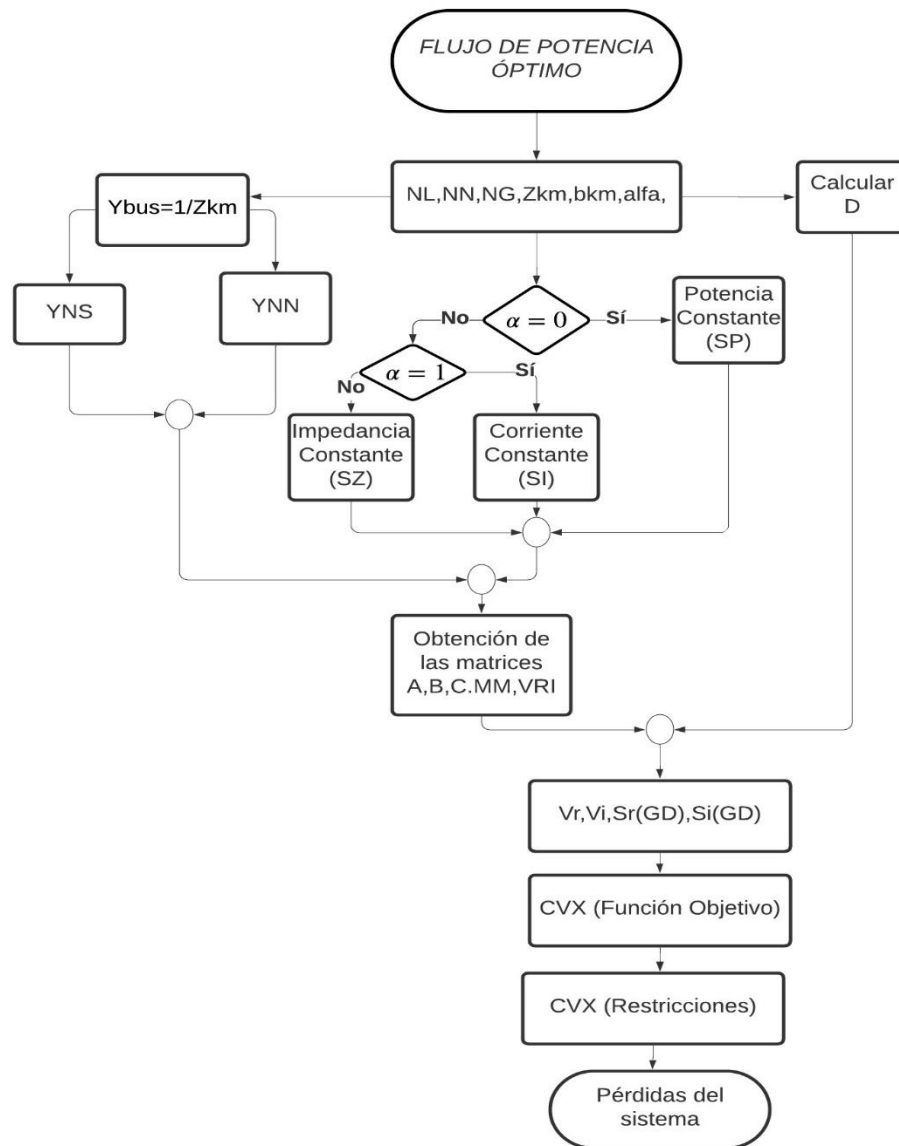 FLUJO DE POTENCIA
ÓPTIMO
NL,NN,NG,Zkm,bkm,alfa,
Ybus=1/Zkm
Calcular
D
YNS
YNN
α = 0
No
Sí
Potencia
Constante
(SP)
α = 1
No
Sí
Impedancia
Constante
(SZ)
Corriente
Constante
(SI)
Obtención de
las matrices
A,B,C.MM,VRI
Vr,Vi,Sr(GD),Si(GD)
CVX (Función Objetivo)
CVX (Restricciones)
Pérdidas del
sistema